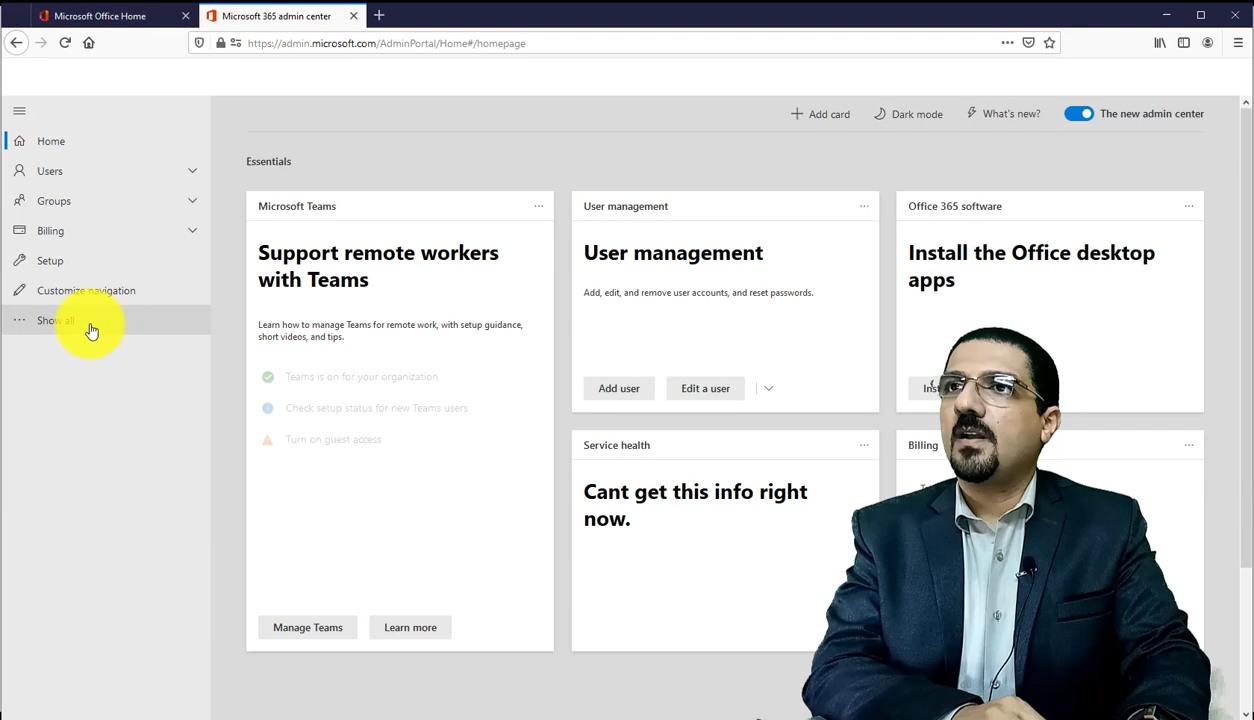 Microsoft Office Home
Microsoft 365 admin center
https://admin.microsoft.com/AdminPortal/Home#/homepage
Add card
Dark mode
What's new?
The new admin center
Home
Users
Groups
Billing
Setup
Customize navigation
Show all
Essentials
Microsoft Teams
Support remote workers
with Teams
Learn how to manage Teams for remote work, with setup guidance,
short videos, and tips.
Teams is on for your organization
Check setup status for new Teams users
Turn on guest access
Manage Teams
Learn more
User management
User management
Add, edit, and remove user accounts, and reset passwords.
Add user
Edit a user
Office 365 software
Install the Office desktop
apps
Service health
Cant get this info right
now.
Billing